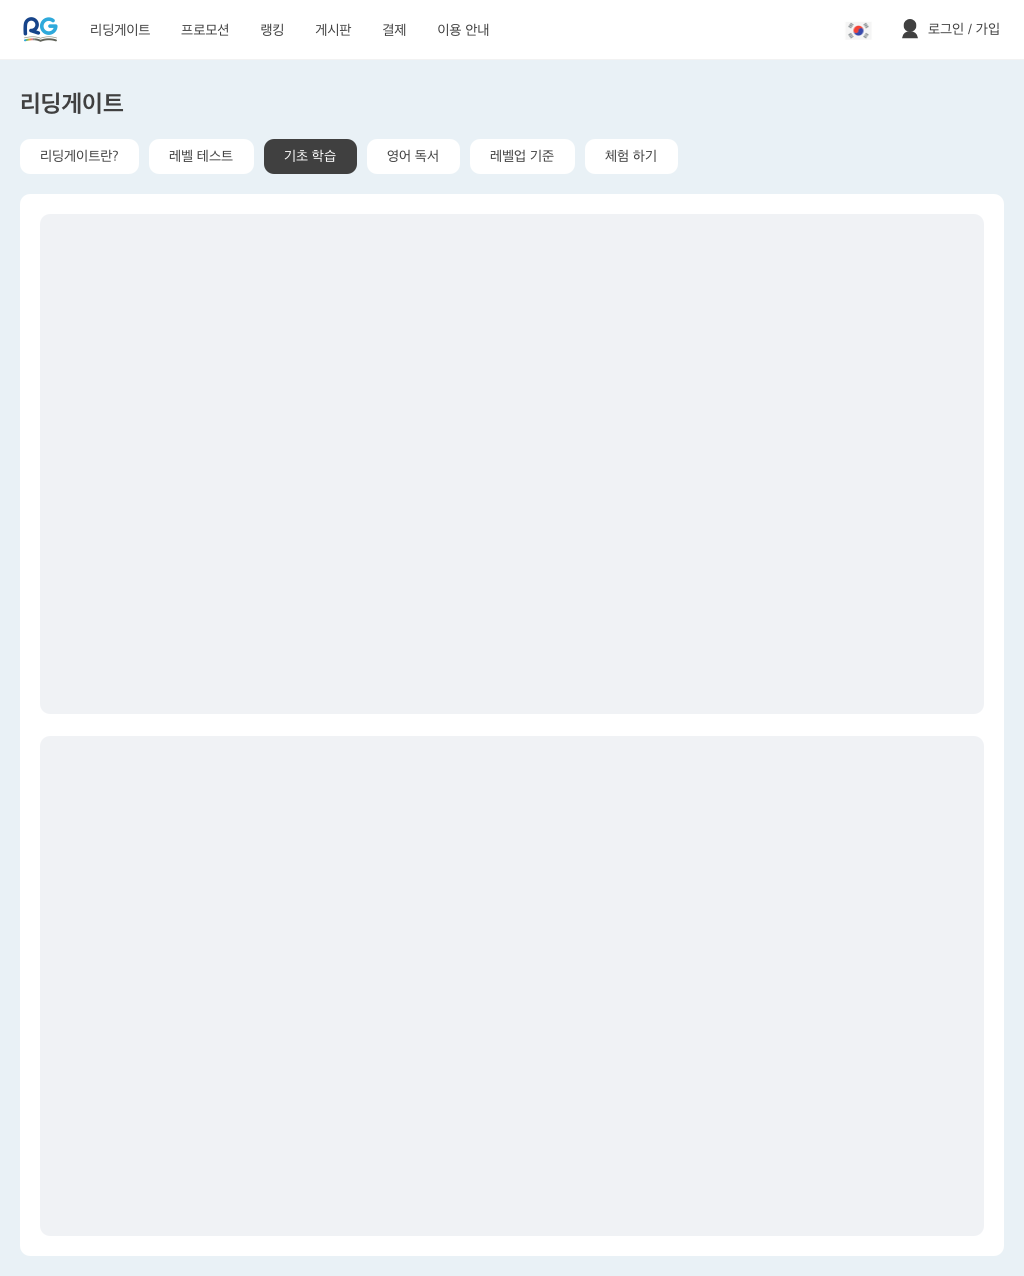 RG
리딩게이트
프로모션
랭킹
게시판
결제
이용 안내
로그인 / 가입
리딩게이트
리딩게이트란?
레벨 테스트
기초 학습
영어 독서
레벨업 기준
체험 하기